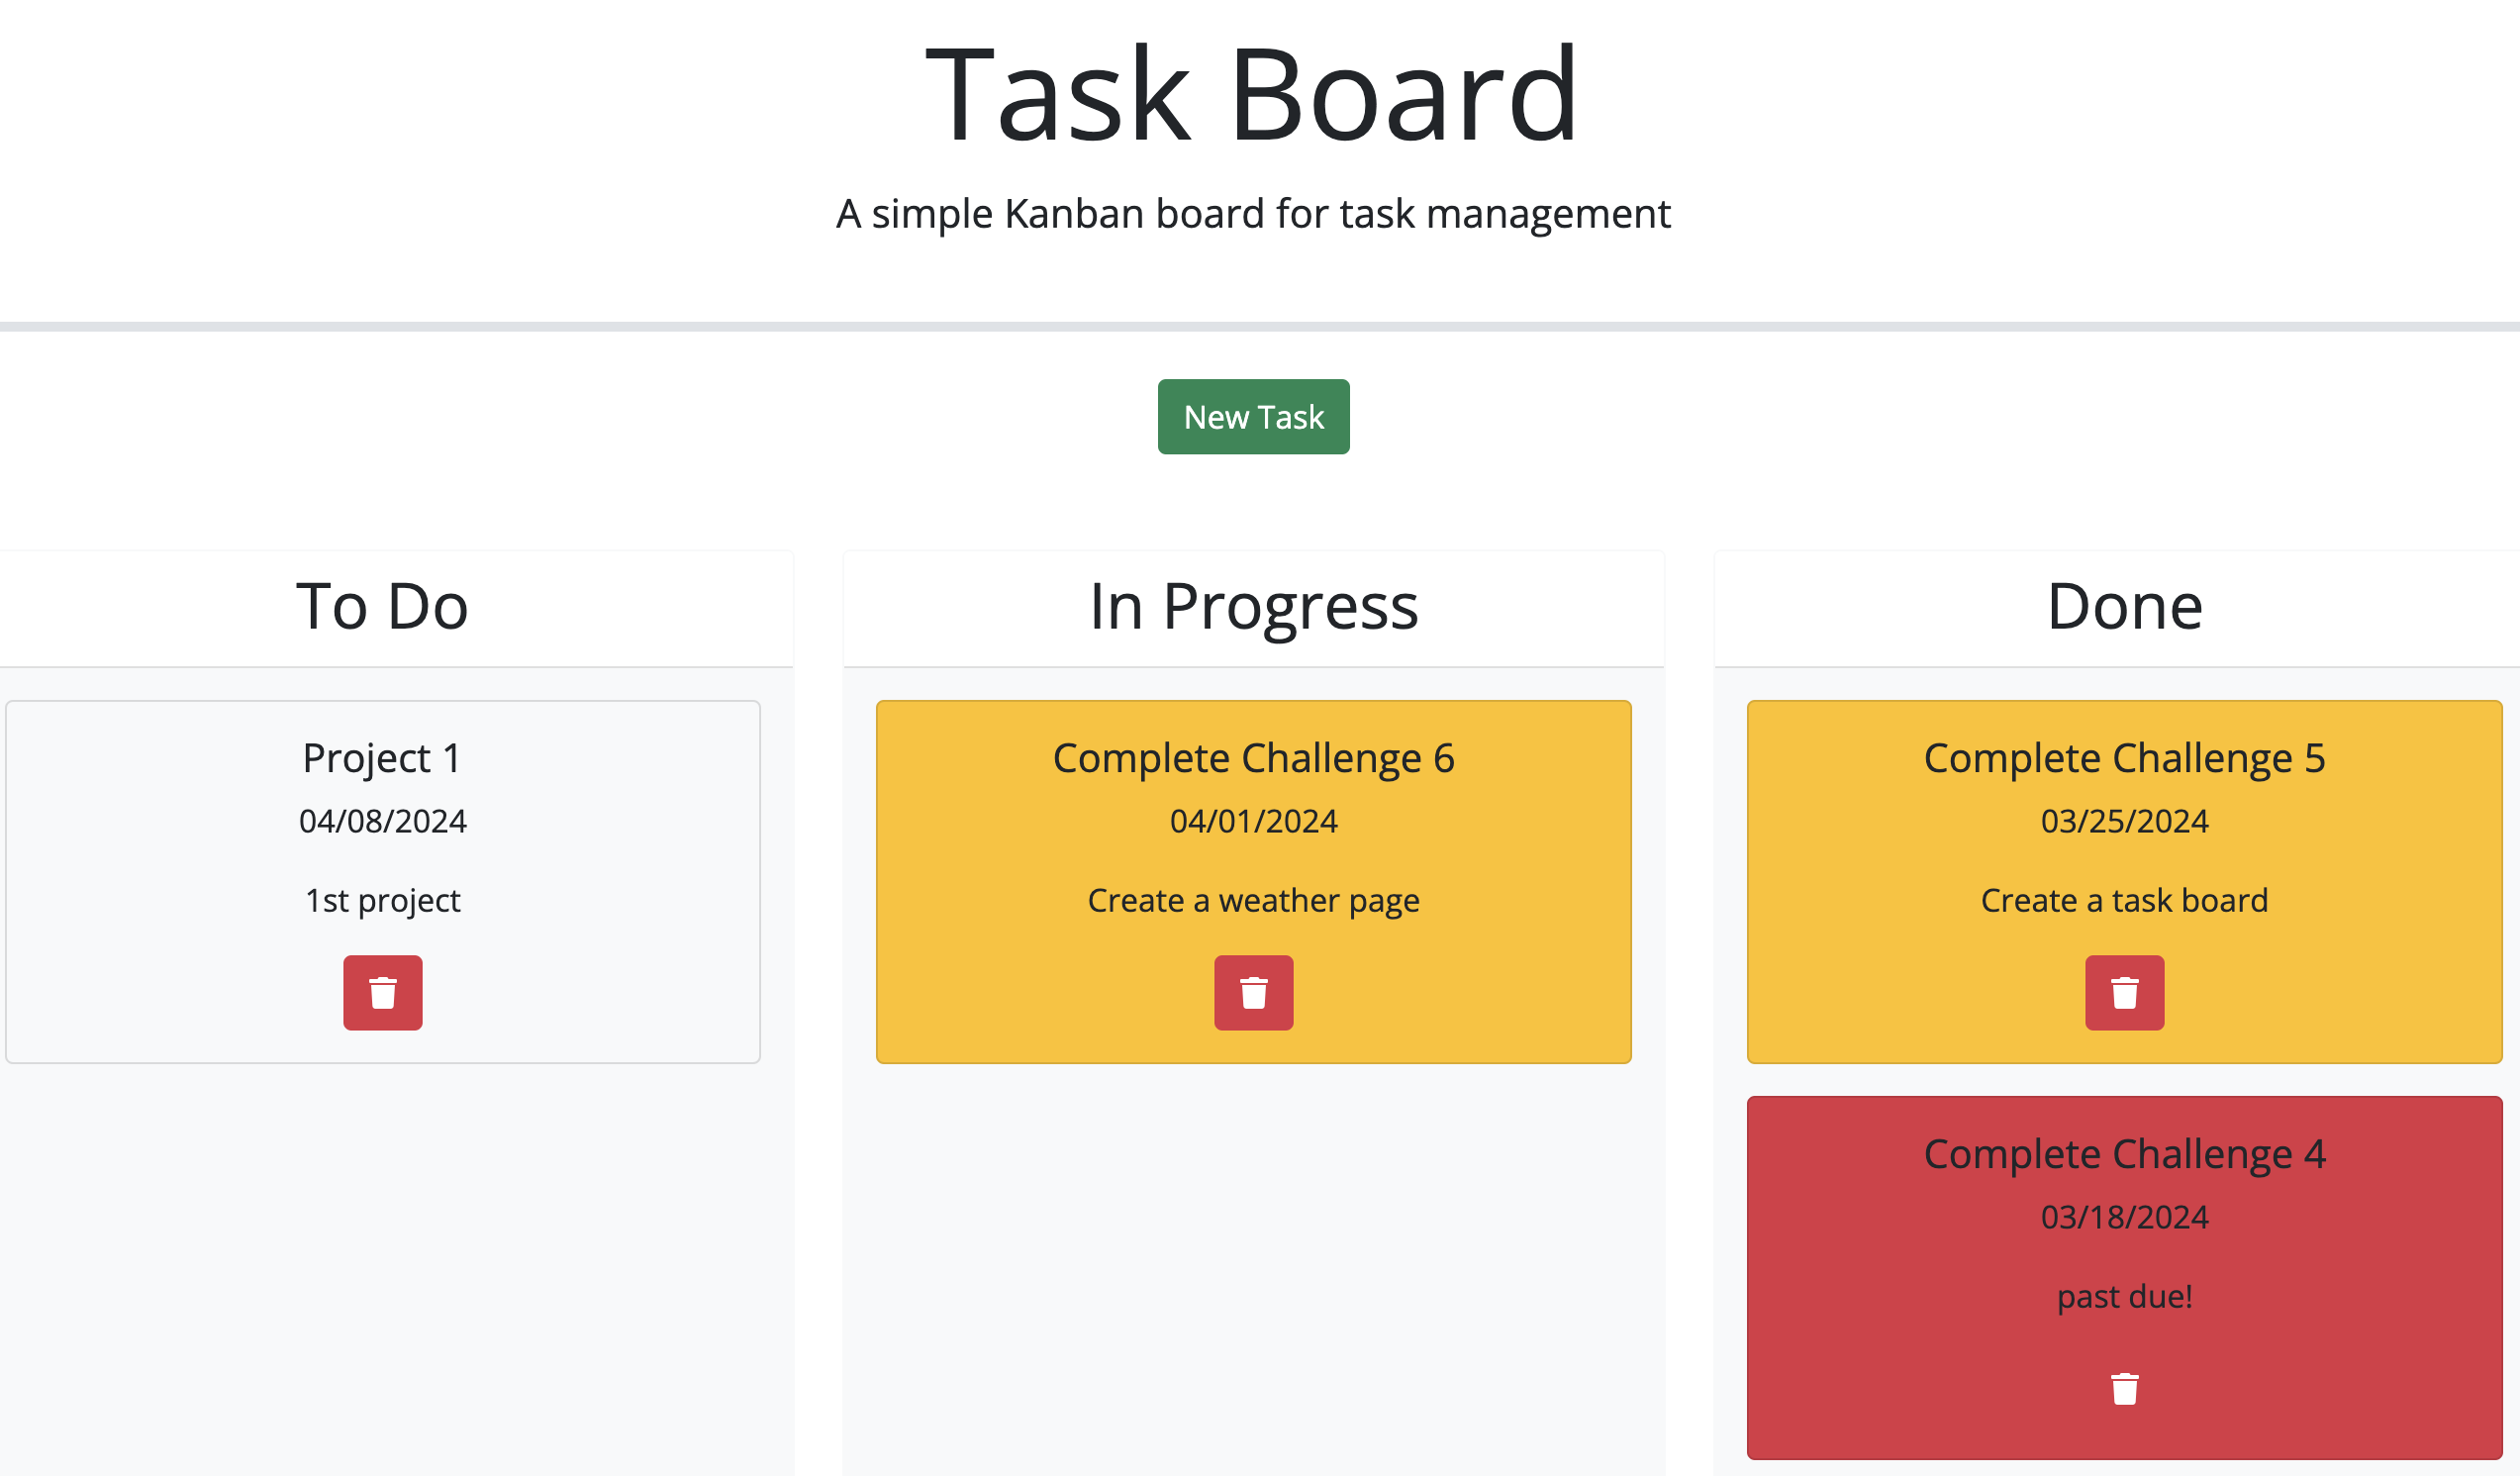 Task Board
A simple Kanban board for task management
New Task
To Do
Project 1
04/08/2024
1st project
In Progress
Complete Challenge 6
04/01/2024
Create a weather page
Done
Complete Challenge 5
03/25/2024
Create a task board
Complete Challenge 4
03/18/2024
past due!